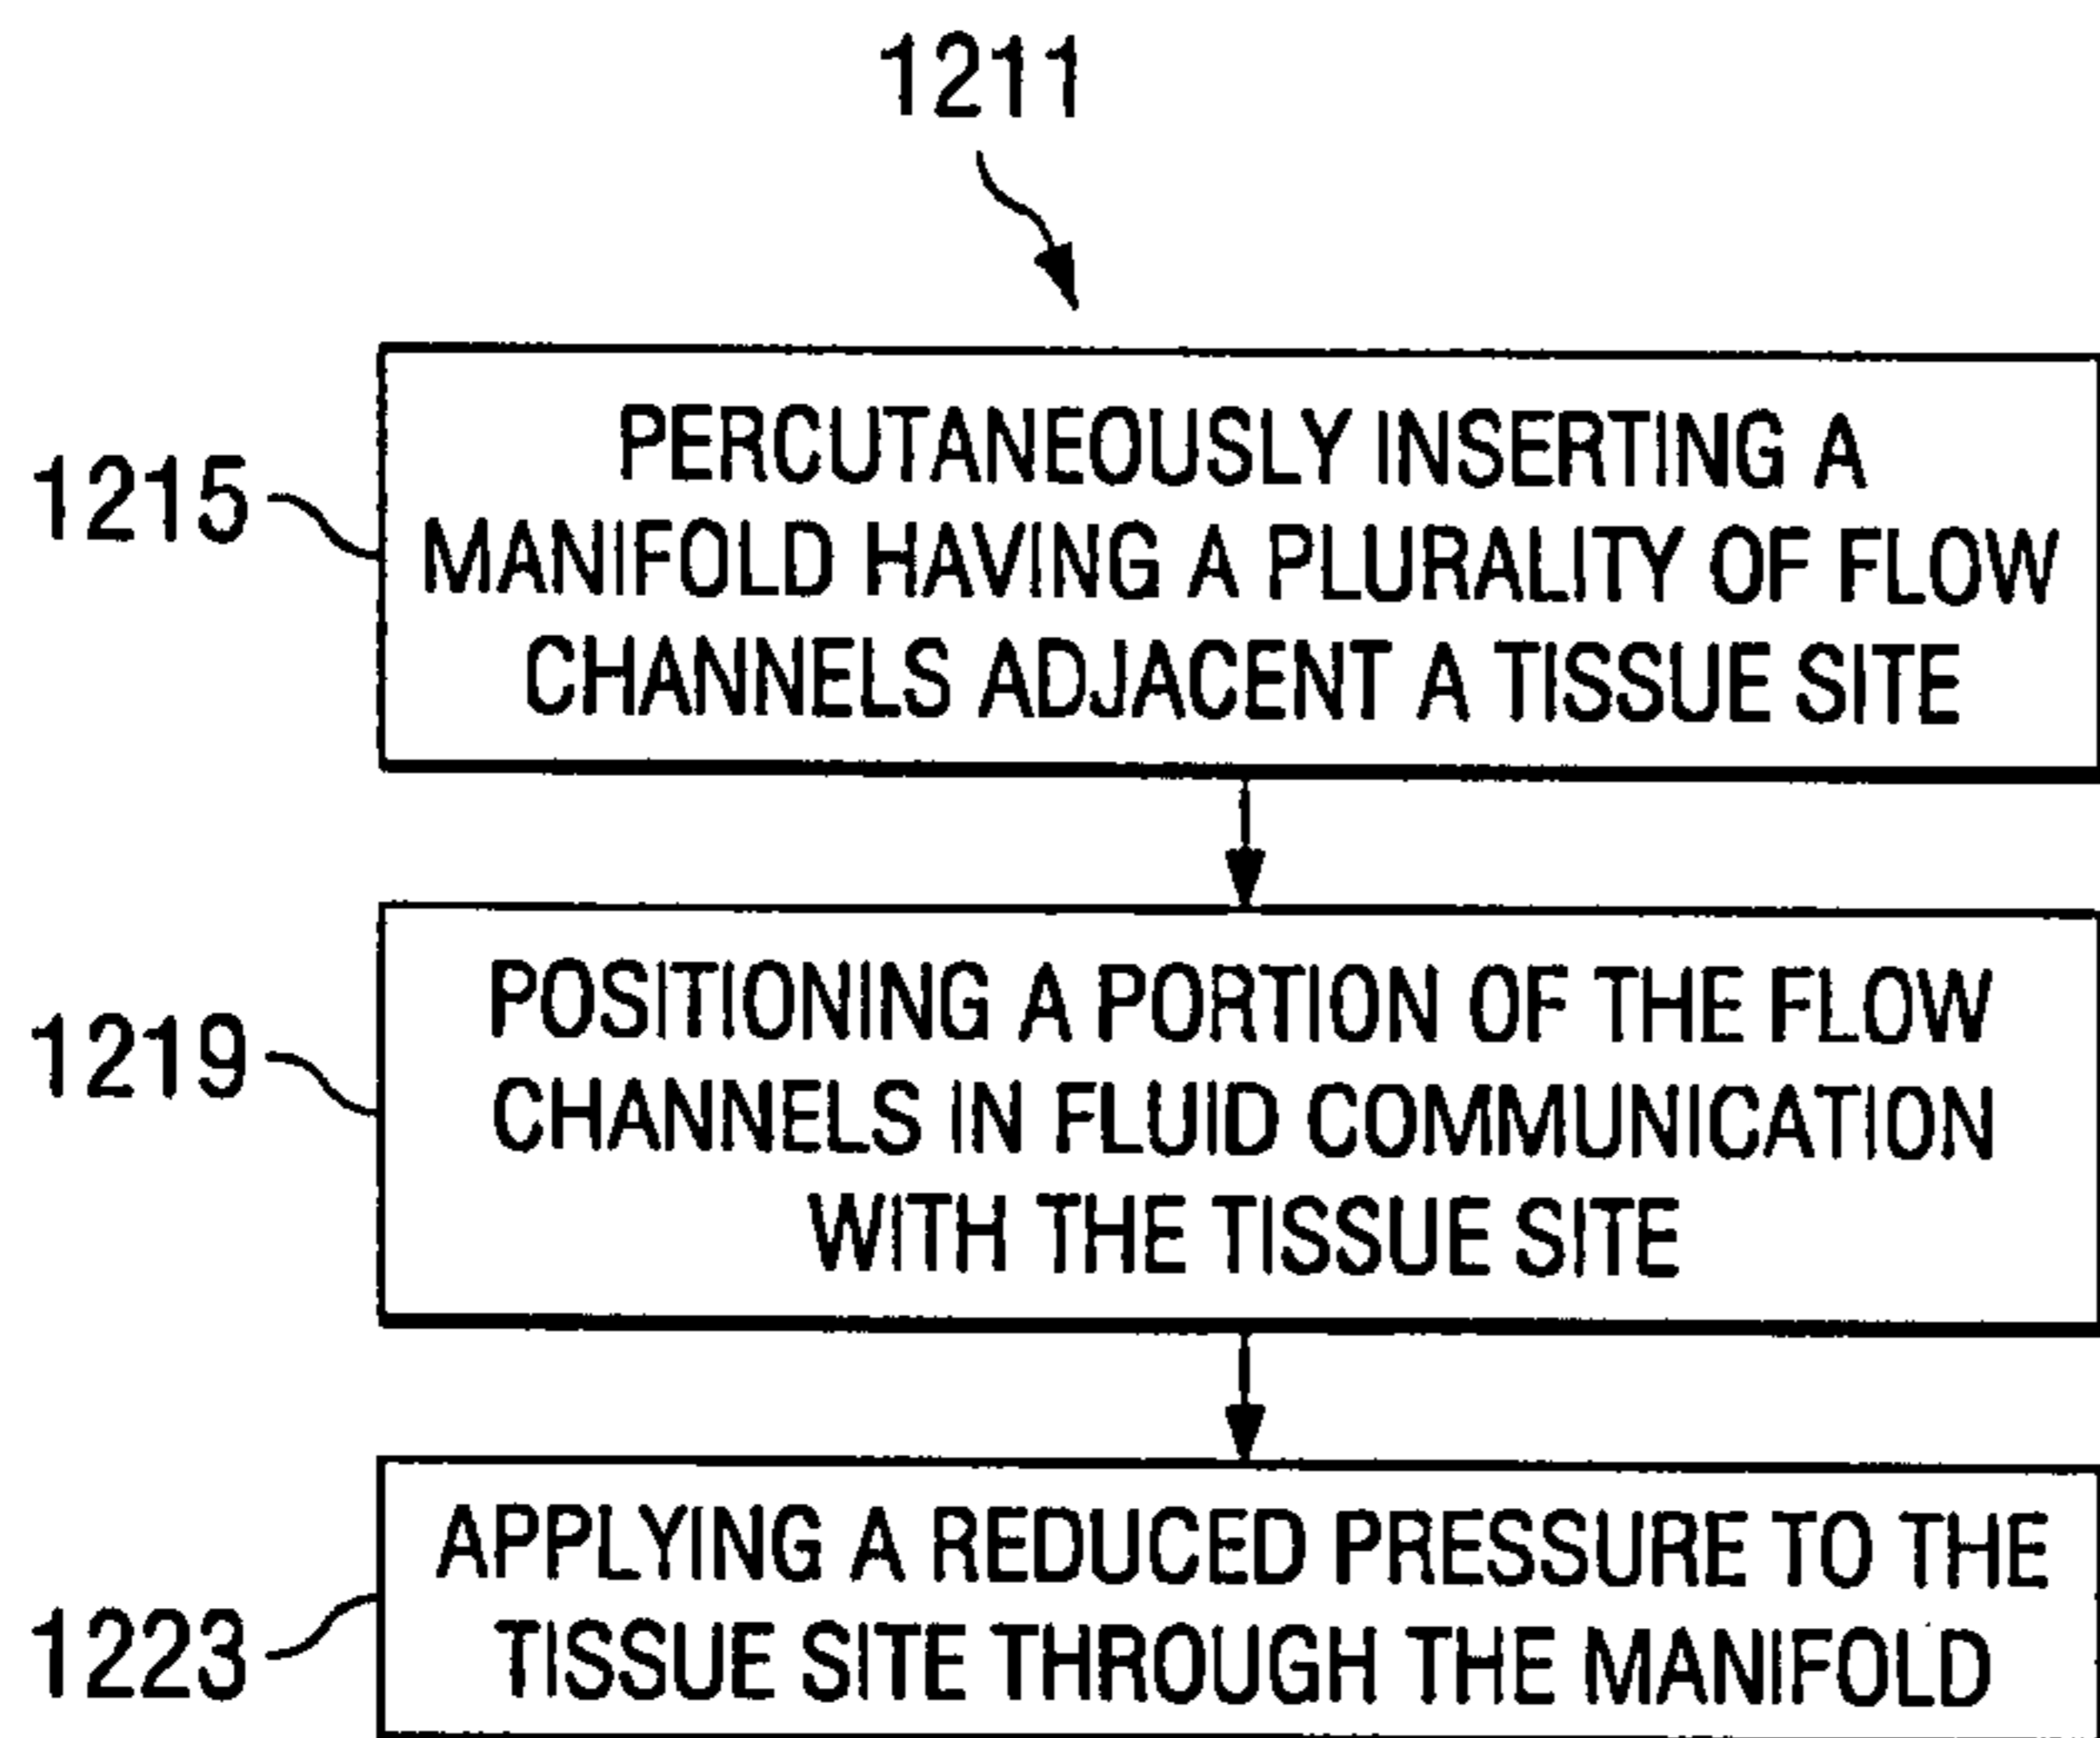 1211
1215
PERCUTANEOUSLY INSERTING A
MANIFOLD HAVING A PLURALITY OF FLOW
CHANNELS ADJACENT A TISSUE SITE
1219
POSITIONING A PORTION OF THE FLOW
CHANNELS IN FLUID COMMUNICATION
WITH THE TISSUE SITE
1223
APPLYING A REDUCED PRESSURE TO THE
TISSUE SITE THROUGH THE MANIFOLD